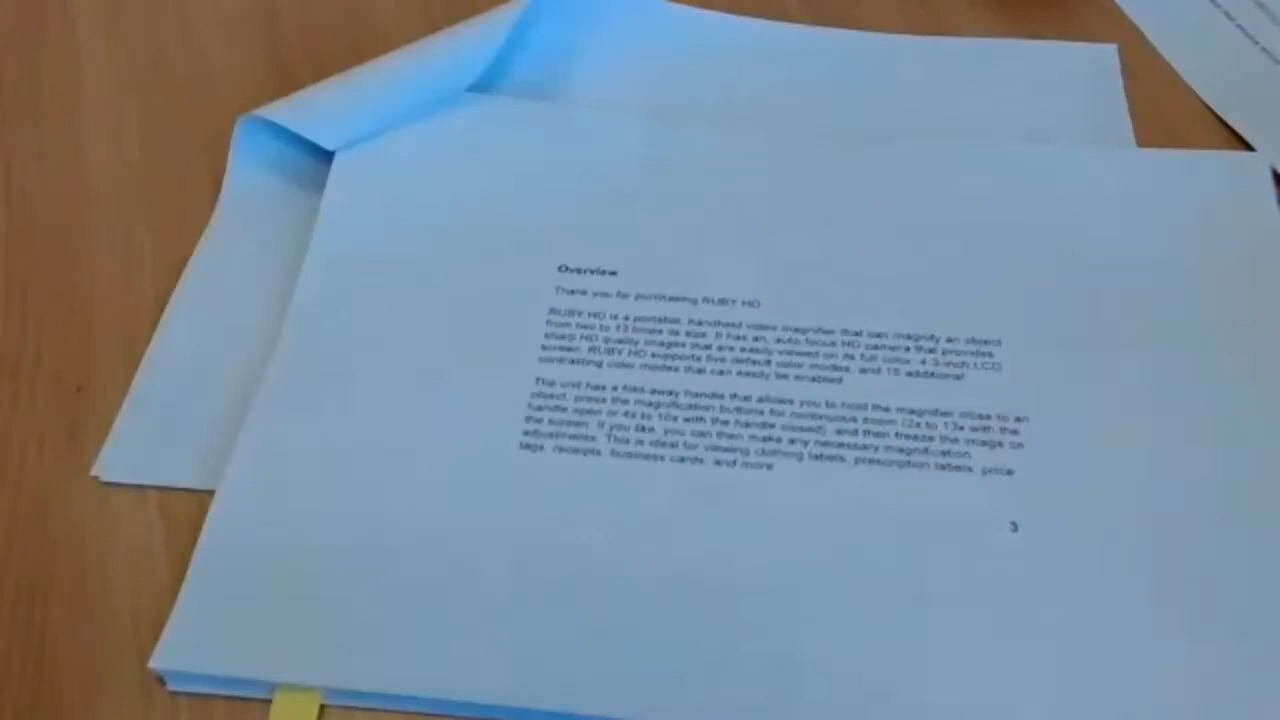 Overview
Thank you for purchasing RUBY HD
RUBY HD is a portable, handheld video magnifier that can magnify an object
from two to 13 times its size. It has an, auto focus HD camera that provides
sharp HD quality images that are easily viewed on its full color, 4.3-inch LCD
screen. RUBY HD supports five default color modes, and 15 additional
contrasting color modes that can easily be enabled
The unit has a fold-away handle that allows you to hold the magnifier close to an
object, press the magnification buttons for continuous zoom (2x to 13x with the
handle open or 4x to 10x with the handle closed), and then freeze the image on
the screen. If you like, you can then make any necessary magnification
adjustments. This is ideal for viewing clothing labels, prescription labels, price
tags, receipts, business cards, and more
3